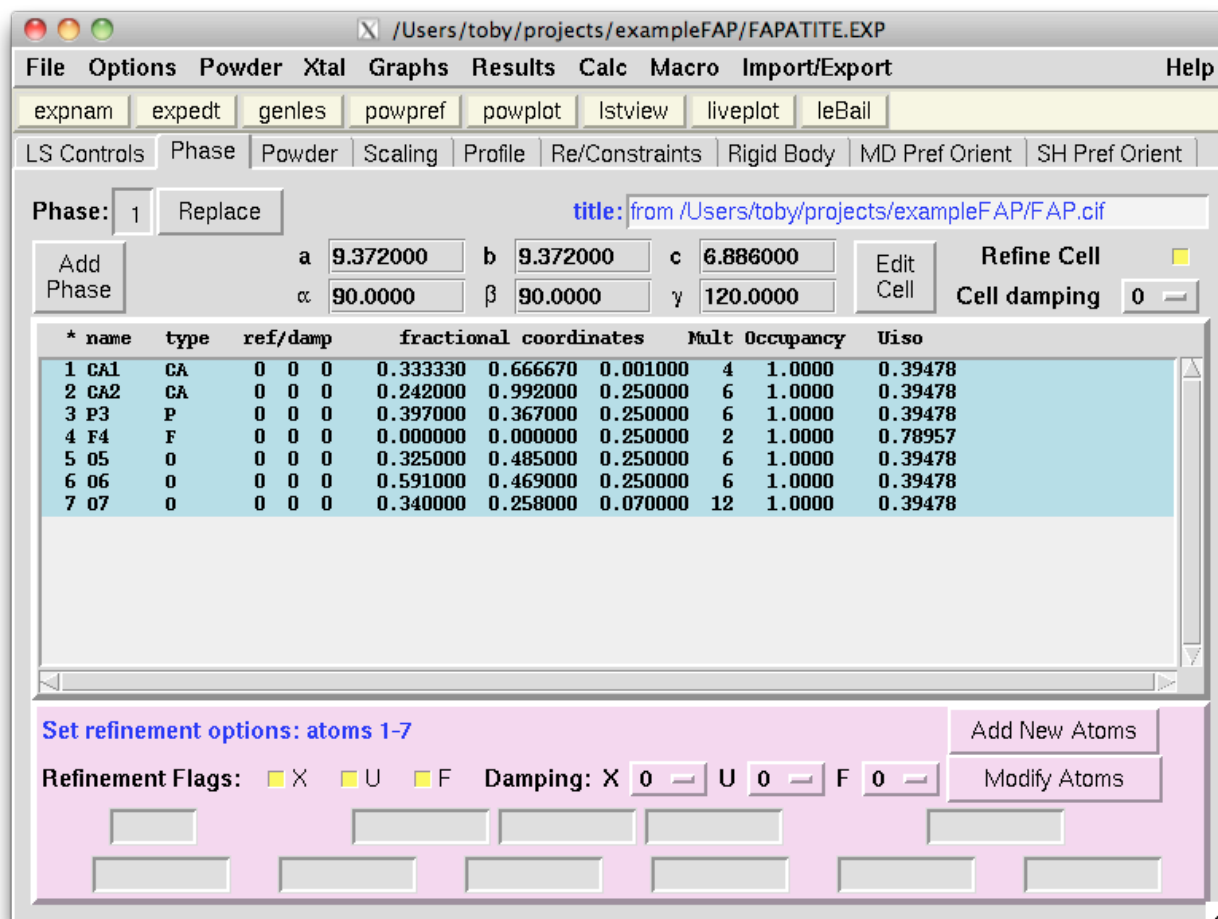 /Users/toby/projects/exampleFAP/FAPATITE.EXP
File Options Powder Xtal Graphs Results Calc Macro Import/Export Help
expnam expedt genles powpref powplot lstview liveplot leBail
LS Controls Phase Powder Scaling Profile Re/Constraints Rigid Body MD Pref Orient SH Pref Orient
Phase: 1 Replace title: from /Users/toby/projects/exampleFAP/FAP.cif
Add Phase a 9.372000 b 9.372000 c 6.886000 Edit Cell Refine Cell
α 90.0000 β 90.0000 γ 120.0000 Cell damping 0
* name type ref/damp fractional coordinates Mult Occupancy Uiso
1 CA1 CA 0 0 0 0.333330 0.666670 0.001000 4 1.0000 0.39478
2 CA2 CA 0 0 0 0.242000 0.992000 0.250000 6 1.0000 0.39478
3 P3 P 0 0 0 0.397000 0.367000 0.250000 6 1.0000 0.39478
4 F4 F 0 0 0 0.000000 0.000000 0.250000 2 1.0000 0.78957
5 O5 O 0 0 0 0.325000 0.485000 0.250000 6 1.0000 0.39478
6 O6 O 0 0 0 0.591000 0.469000 0.250000 6 1.0000 0.39478
7 O7 O 0 0 0 0.340000 0.258000 0.070000 12 1.0000 0.39478
Set refinement options: atoms 1-7 Add New Atoms
Refinement Flags: X U F Damping: X 0 U 0 F 0 Modify Atoms